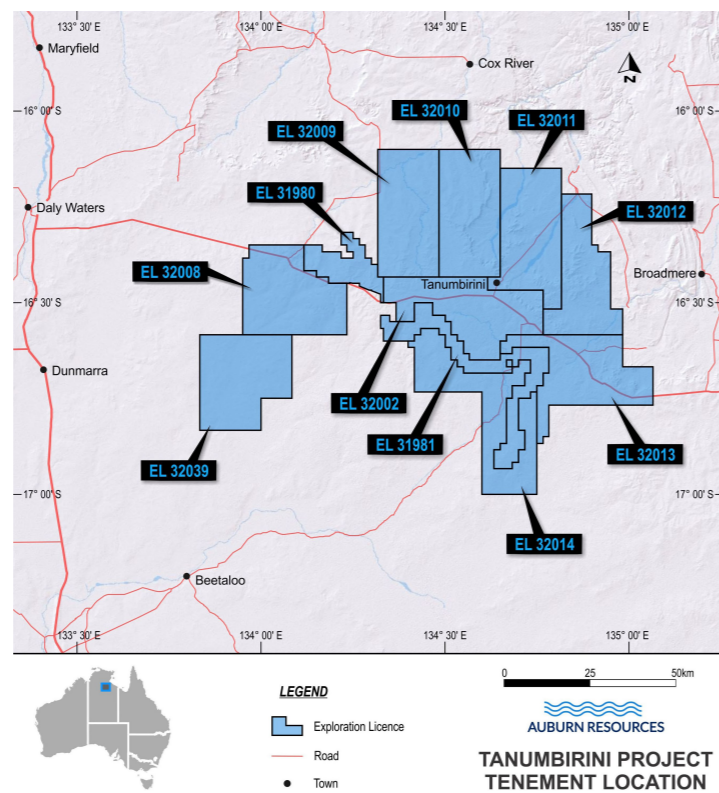 133° 30' E
134° 00' E
134° 30' E
135° 00' E
Maryfield
Cox River
N
16° 00' S
16° 00' S
EL 32010
EL 32009
EL 32011
EL 31980
Daly Waters
EL 32012
EL 32008
Broadmere
Tanumbirini
16° 30' S
16° 30' S
Dunmarra
EL 32002
EL 31981
EL 32013
EL 32039
17° 00' S
17° 00' S
EL 32014
Beetaloo
133° 30' E
134° 00' E
134° 30' E
135° 00' E
0 25 50km
LEGEND
Exploration Licence
Road
Town
AUBURN RESOURCES
TANUMBIRINI PROJECT
TENEMENT LOCATION